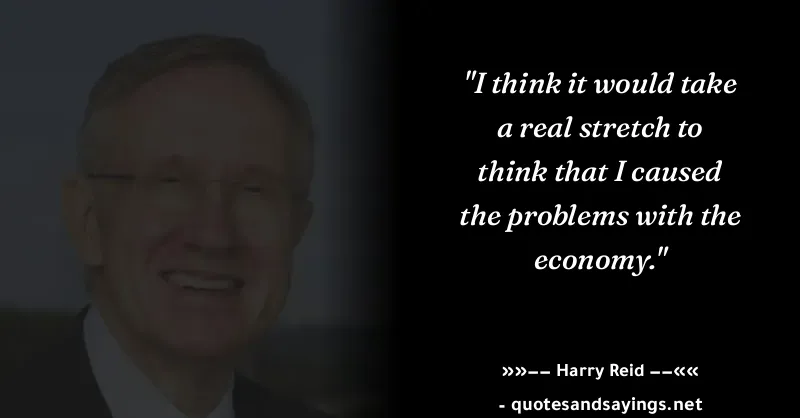 "I think it would take
a real stretch to
think that I caused
the problems with the
economy."
»»–– Harry Reid ––««
- quotesandsayings.net